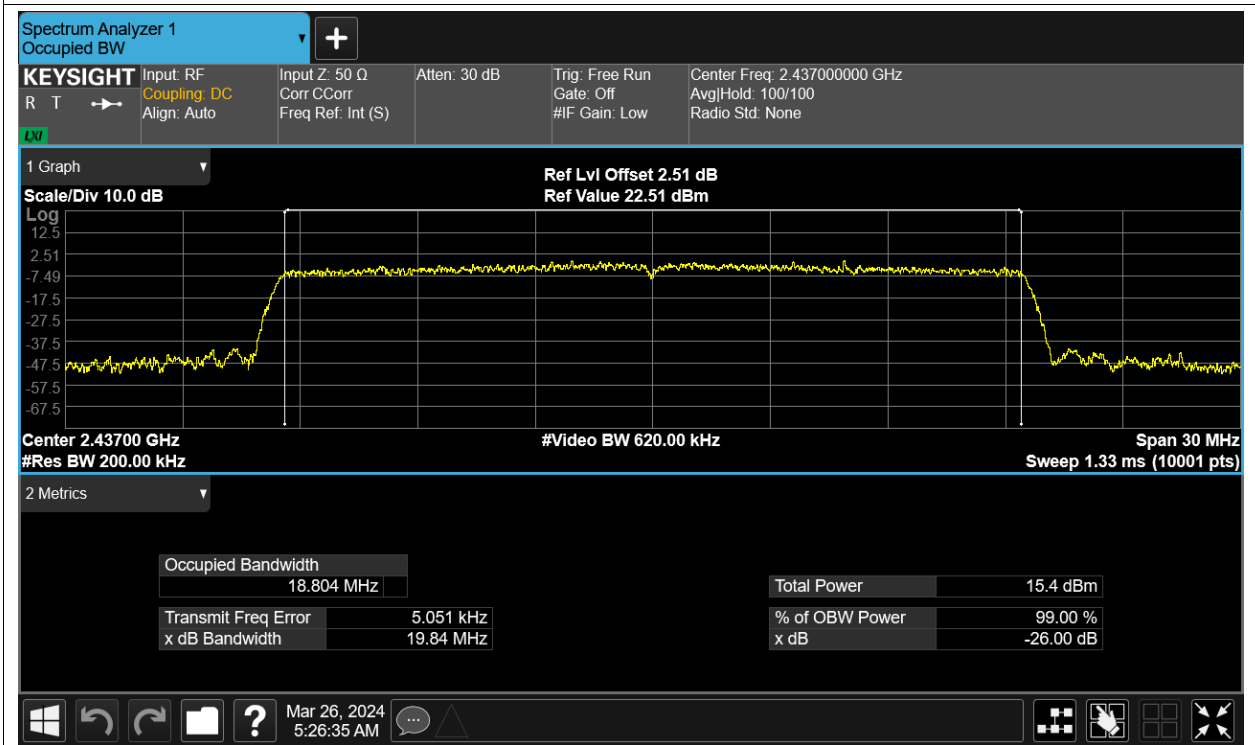 Spectrum Analyzer 1
Occupied BW
KEYSIGHT
R T
LXI
Input: RF
Coupling: DC
Align: Auto
Input Z: 50 Ω
Corr CCorr
Freq Ref: Int (S)
Atten: 30 dB
Trig: Free Run
Gate: Off
#IF Gain: Low
Center Freq: 2.437000000 GHz
Avg|Hold: 100/100
Radio Std: None
1 Graph
Scale/Div 10.0 dB
Ref Lvl Offset 2.51 dB
Ref Value 22.51 dBm
Log
12.5
2.51
-7.49
-17.5
-27.5
-37.5
-47.5
-57.5
-67.5
Center 2.43700 GHz
#Video BW 620.00 kHz
Span 30 MHz
#Res BW 200.00 kHz
Sweep 1.33 ms (10001 pts)
2 Metrics
Occupied Bandwidth
18.804 MHz
Total Power 15.4 dBm
Transmit Freq Error 5.051 kHz
% of OBW Power 99.00 %
x dB Bandwidth 19.84 MHz
x dB -26.00 dB
?
Mar 26, 2024
5:26:35 AM